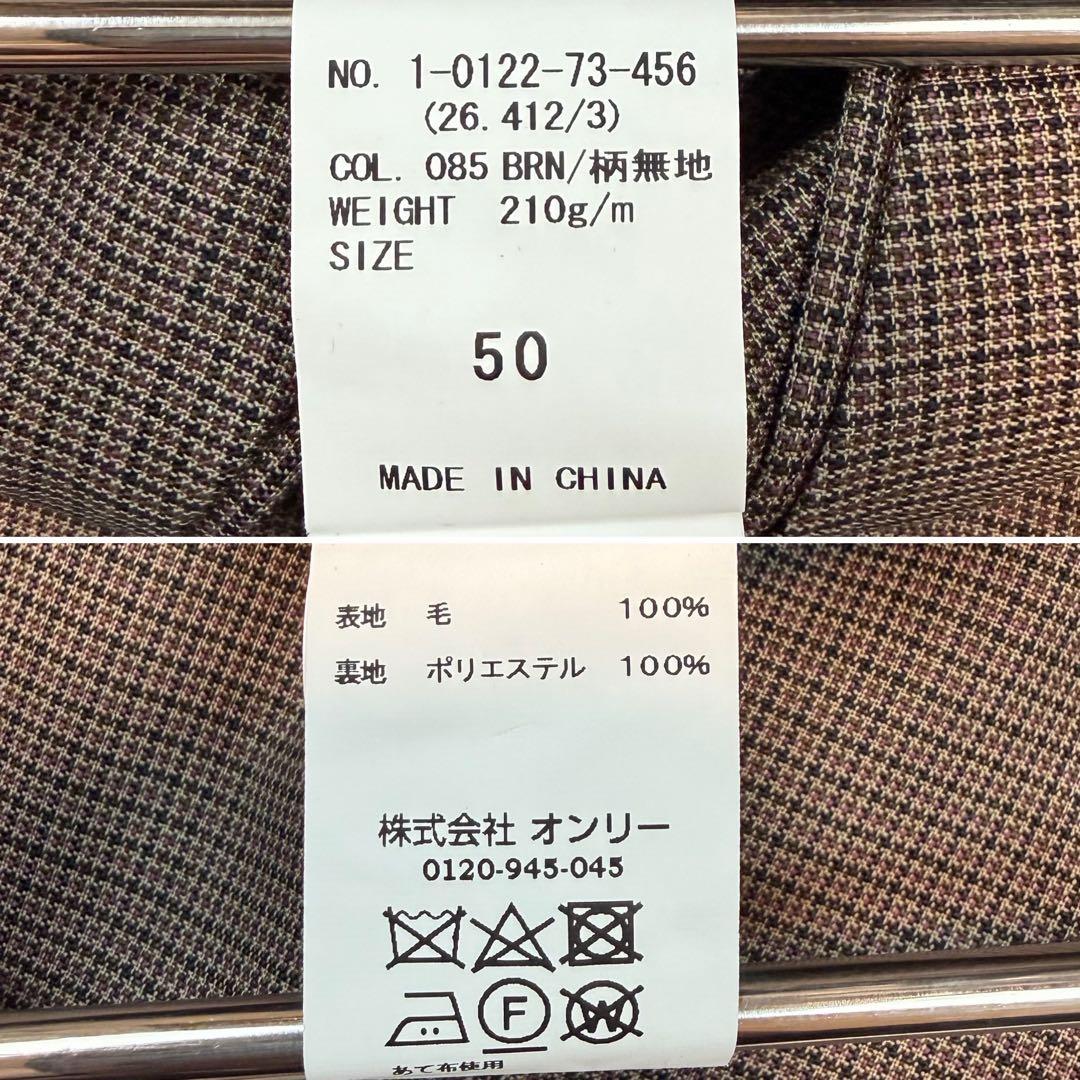 NO. 1-0122-73-456
(26.412/3)
COL. 085 BRN/柄無地
WEIGHT 210g/m
SIZE
50
MADE IN CHINA
表地 毛 100%
裏地 ポリエステル 100%
株式会社 オンリー
0120-945-045
F W
あて布使用